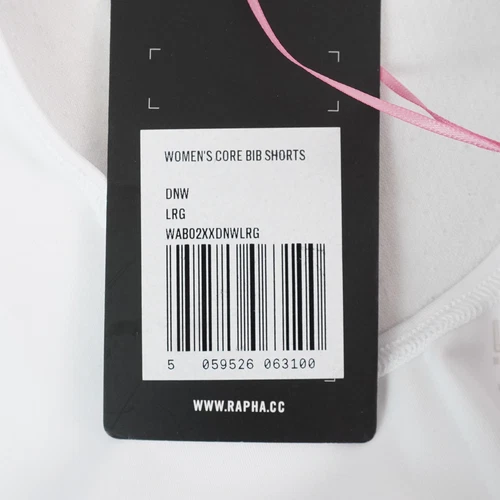 WOMEN'S CORE BIB SHORTS
DNW
LRG
WAB02XXDNWLRG
5 059526 063100
WWW.RAPHA.CC